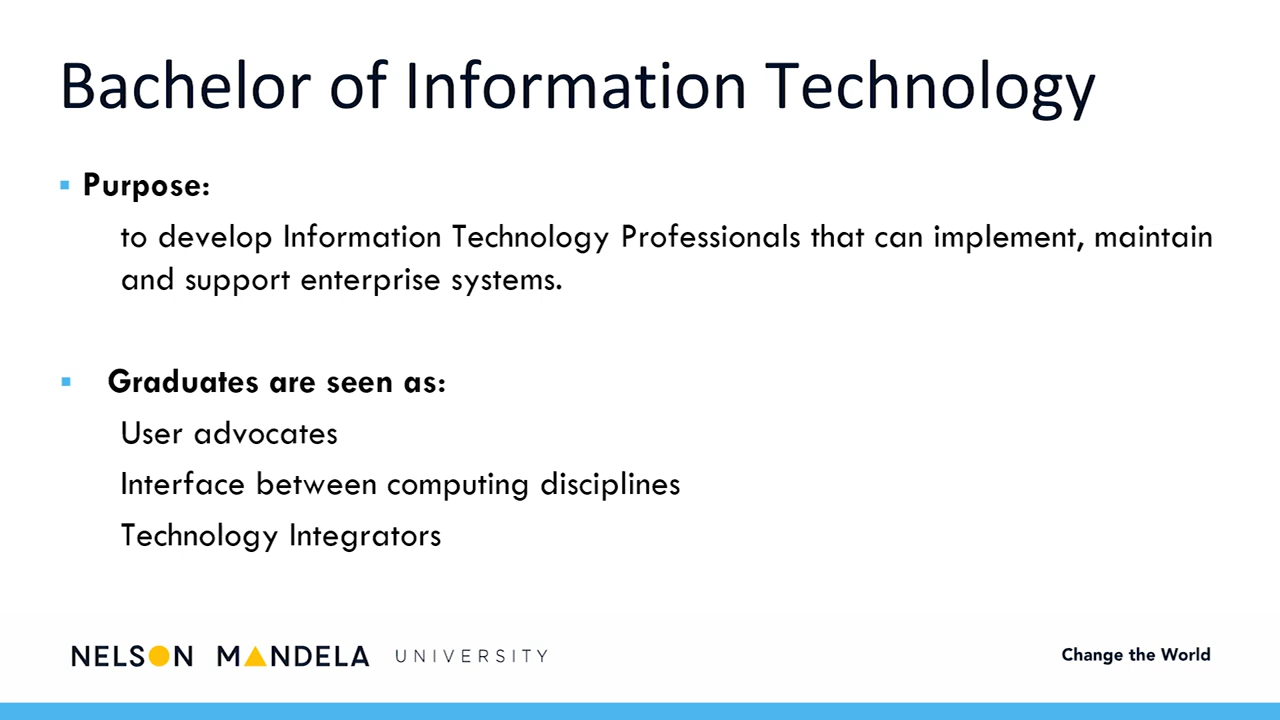 Bachelor of Information Technology
Purpose:
to develop Information Technology Professionals that can implement, maintain
and support enterprise systems.
Graduates are seen as:
User advocates
Interface between computing disciplines
Technology Integrators
NELSON MANDELA UNIVERSITY
Change the World